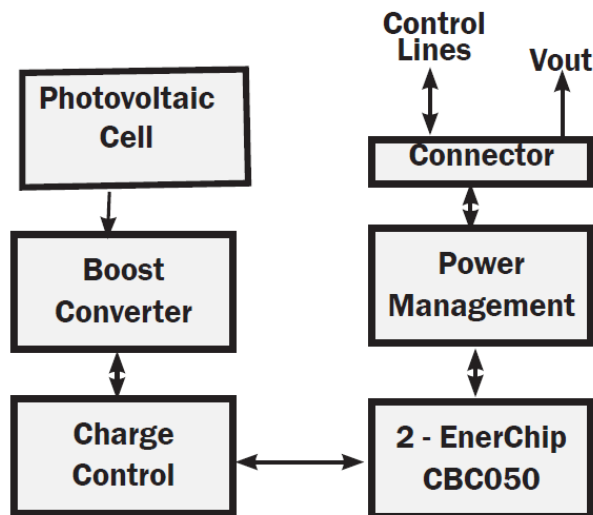 Photovoltaic
Cell
Boost
Converter
Charge
Control
Control
Lines
Vout
Connector
Power
Management
2 - EnerChip
CBC050